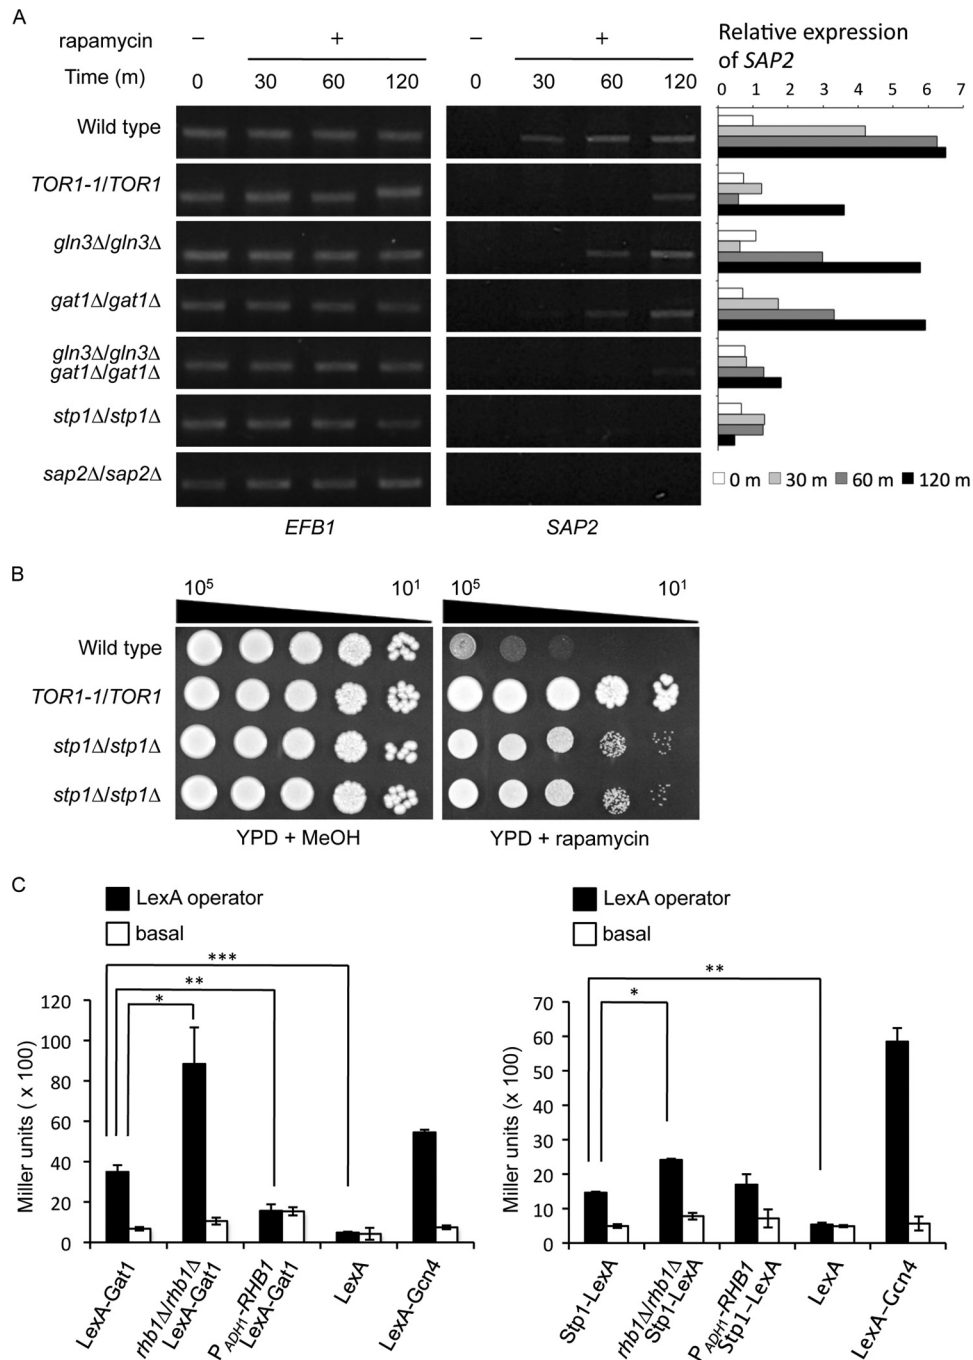 A
rapamycin − + − +
Time (m) 0 30 60 120 0 30 60 120
Relative expression
of SAP2
0 1 2 3 4 5 6 7
Wild type
TOR1-1/TOR1
gln3Δ/gln3Δ
gat1Δ/gat1Δ
gln3Δ/gln3Δ
gat1Δ/gat1Δ
stp1Δ/stp1Δ
sap2Δ/sap2Δ
0 m 30 m 60 m 120 m
EFB1 SAP2
B
10⁵ 10¹ 10⁵ 10¹
Wild type
TOR1-1/TOR1
stp1Δ/stp1Δ
stp1Δ/stp1Δ
YPD + MeOH YPD + rapamycin
C
LexA operator
basal
***
**
*
Miller units ( x 100)
120
100
80
60
40
20
0
LexA-Gat1
rhb1Δ/rhb1Δ
LexA-Gat1
PADH1-RHB1
LexA-Gat1
LexA
LexA-Gcn4
LexA operator
basal
**
*
Miller units (x 100)
70
60
50
40
30
20
10
0
Stp1-LexA
rhb1Δ/rhb1Δ
Stp1-LexA
PADH1-RHB1
Stp1-LexA
LexA
LexA-Gcn4